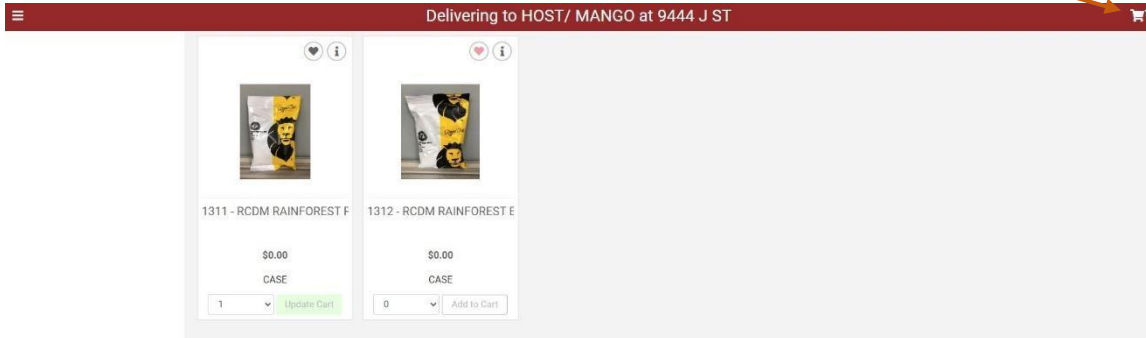 Delivering to HOST/ MANGO at 9444 J ST
1311 - RCDM RAINFOREST F
$0.00
CASE
1
Update Cart
1312 - RCDM RAINFOREST E
$0.00
CASE
0
Add to Cart